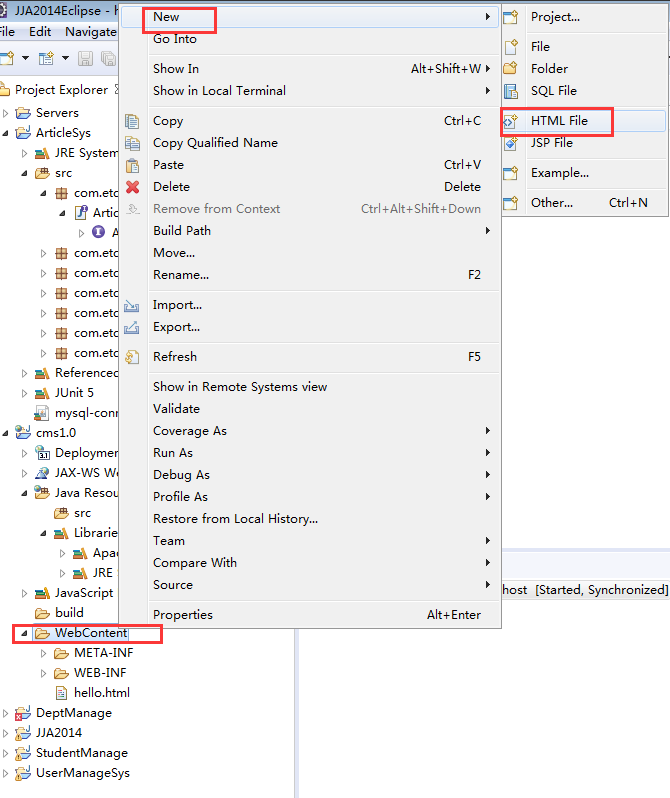 JJA2014Eclipse - h
File Edit Navigate
Project Explorer
Servers
ArticleSys
JRE System
src
com.etc
Artic
A
com.etc
com.etc
com.etc
com.etc
com.etc
com.etc
Referenced
JUnit 5
mysql-conn
cms1.0
Deployment
3.1
JAX-WS We
Java Resou
src
Libraries
Apac
JRE
JavaScript
build
WebContent
META-INF
WEB-INF
hello.html
DeptManage
JJA2014
StudentManage
UserManageSys
New
Go Into
Show In Alt+Shift+W
Show in Local Terminal
Copy Ctrl+C
Copy Qualified Name
Paste Ctrl+V
Delete Delete
Remove from Context Ctrl+Alt+Shift+Down
Build Path
Move...
Rename... F2
Import...
Export...
Refresh F5
Show in Remote Systems view
Validate
Coverage As
Run As
Debug As
Profile As
Restore from Local History...
Team
Compare With
Source
Properties Alt+Enter
Project...
File
Folder
SQL File
HTML File
JSP File
Example...
Other... Ctrl+N
host [Started, Synchronized]